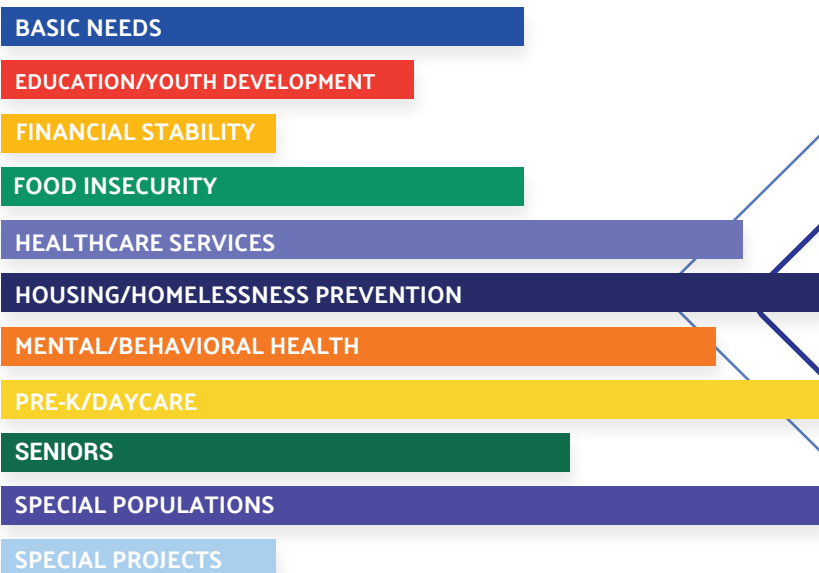 BASIC NEEDS
EDUCATION/YOUTH DEVELOPMENT
FINANCIAL STABILITY
FOOD INSECURITY
HEALTHCARE SERVICES
HOUSING/HOMELESSNESS PREVENTION
MENTAL/BEHAVIORAL HEALTH
PRE-K/DAYCARE
SENIORS
SPECIAL POPULATIONS
SPECIAL PROJECTS